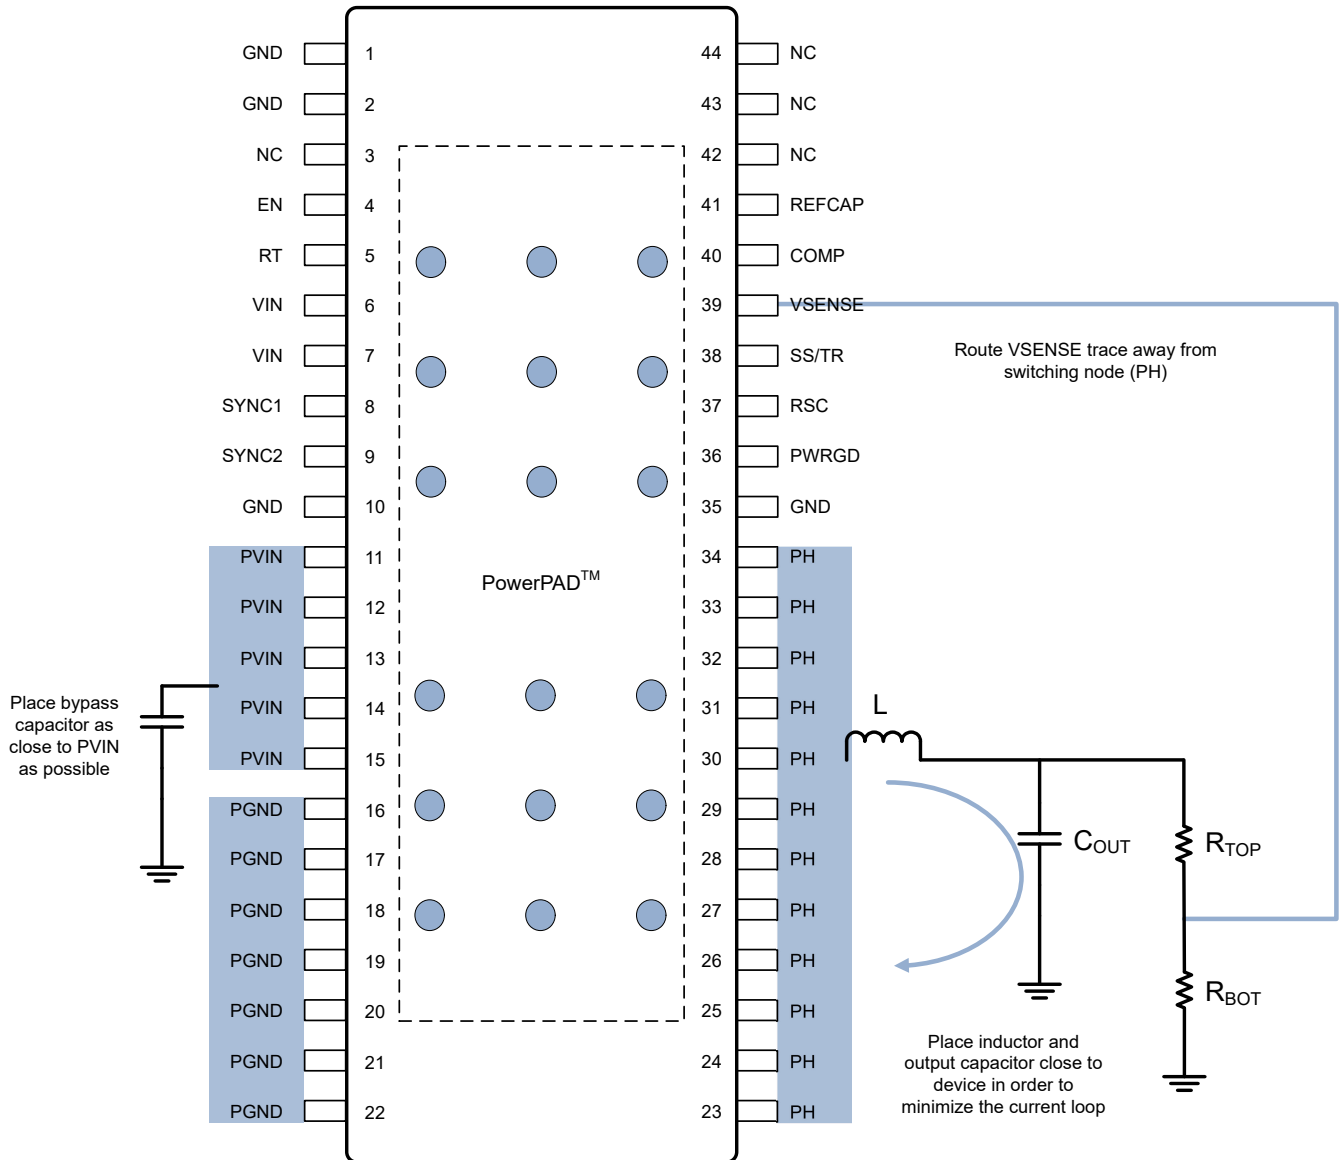 GND 1 44 NC
GND 2 43 NC
NC 3 42 NC
EN 4 41 REFCAP
RT 5 40 COMP
VIN 6 39 VSENSE
VIN 7 38 SS/TR
SYNC1 8 37 RSC
SYNC2 9 36 PWRGD
GND 10 35 GND
PVIN 11 34 PH
PVIN 12 33 PH
PVIN 13 32 PH
PVIN 14 31 PH
PVIN 15 30 PH
PGND 16 29 PH
PGND 17 28 PH
PGND 18 27 PH
PGND 19 26 PH
PGND 20 25 PH
PGND 21 24 PH
PGND 22 23 PH
PowerPAD™
Route VSENSE trace away from
switching node (PH)
Place bypass
capacitor as
close to PVIN
as possible
L
COUT
RTOP
RBOT
Place inductor and
output capacitor close to
device in order to
minimize the current loop